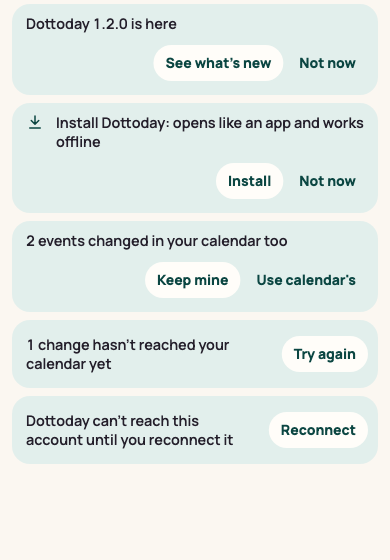 Dottoday 1.2.0 is here
See what's new
Not now
Install Dottoday: opens like an app and works
offline
Install
Not now
2 events changed in your calendar too
Keep mine
Use calendar's
1 change hasn't reached your
calendar yet
Try again
Dottoday can't reach this
account until you reconnect it
Reconnect